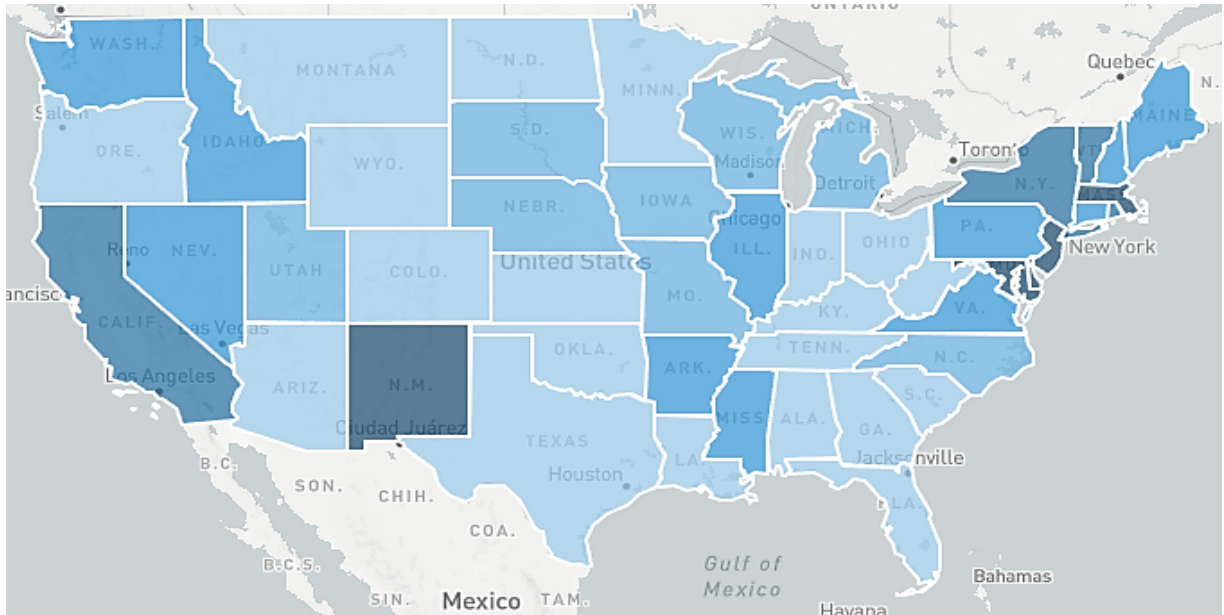 ONTARIO
WASH.
MONTANA
N.D.
MINN.
Quebec
N.
Salem
ORE.
IDAHO
WYO.
S.D.
WIS.
Madison
MICH.
Detroit
Toronto
MAINE
VT.
N.Y.
MASS
NEBR.
IOWA
Chicago
ILL.
IND.
OHIO
PA.
New York
Reno
NEV.
UTAH
COLO.
United States
MO.
KY.
VA.
ancisco
CALIF.
Las Vegas
Los Angeles
ARIZ.
N.M.
OKLA.
ARK.
TENN.
N.C.
S.C.
Ciudad Juárez
TEXAS
MISS
ALA.
GA.
Houston
LA.
Jacksonville
FLA.
B.C.
SON.
CHIH.
COA.
B.C.S.
SIN.
Mexico
TAM.
Gulf of
Mexico
Bahamas
Havana